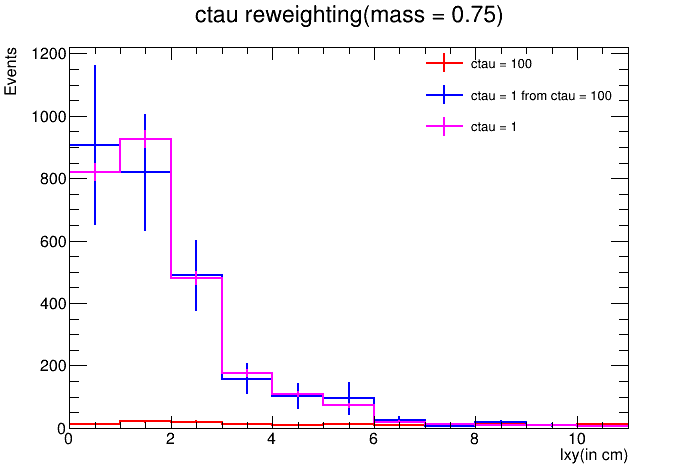 ctau reweighting(mass = 0.75)
Events
1200
1000
800
600
400
200
0
0 2 4 6 8 10
lxy(in cm)
ctau = 100
ctau = 1 from ctau = 100
ctau = 1